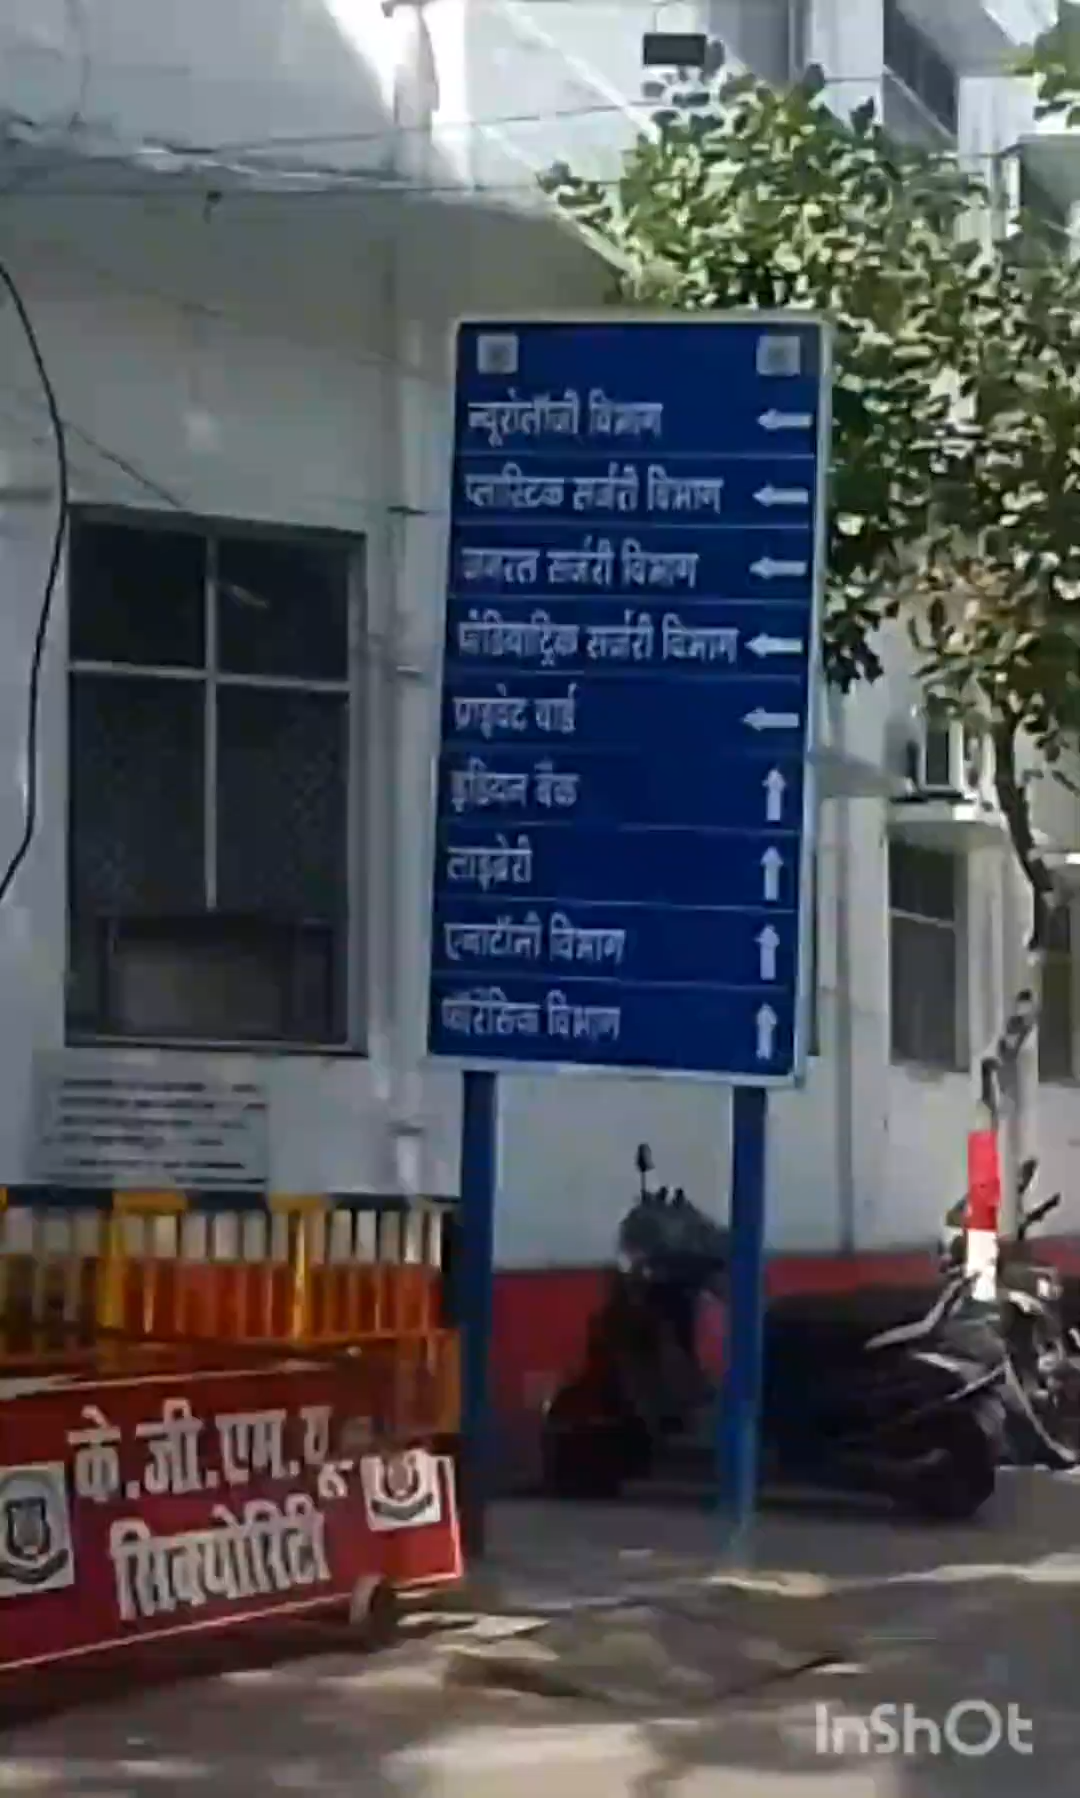 न्यूरोलॉजी विभाग
प्लास्टिक सर्जरी विभाग
जनरल सर्जरी विभाग
पीडियाट्रिक सर्जरी विभाग
प्राइवेट वार्ड
इंडियन बैंक
लाइब्रेरी
एनाटॉमी विभाग
फॉरेंसिक विभाग
के.जी.एम.यू.
सिक्योरिटी
InShOt